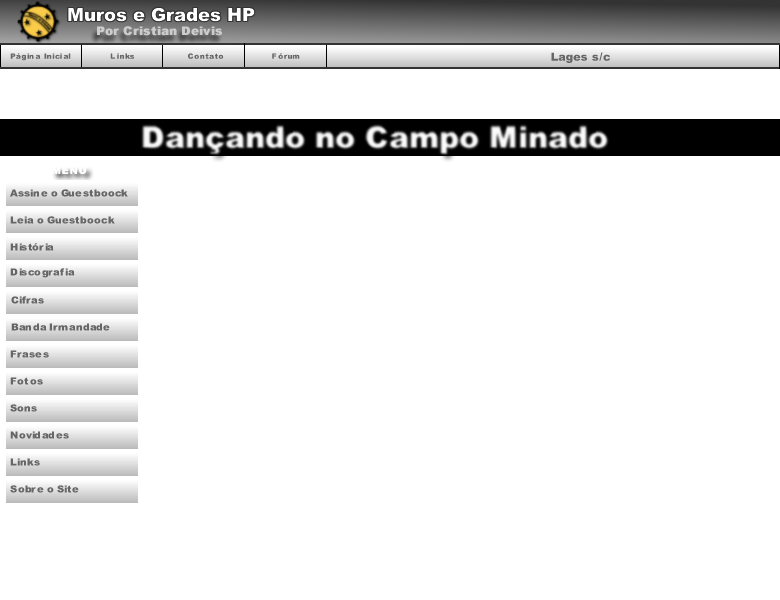 Muros e Grades HP
Por Cristian Deivis
Página Inicial
Links
Contato
Fórum
Lages s/c
Dançando no Campo Minado
MENU
Assine o Guestboock
Leia o Guestboock
História
Discografia
Cifras
Banda Irmandade
Frases
Fotos
Sons
Novidades
Links
Sobre o Site